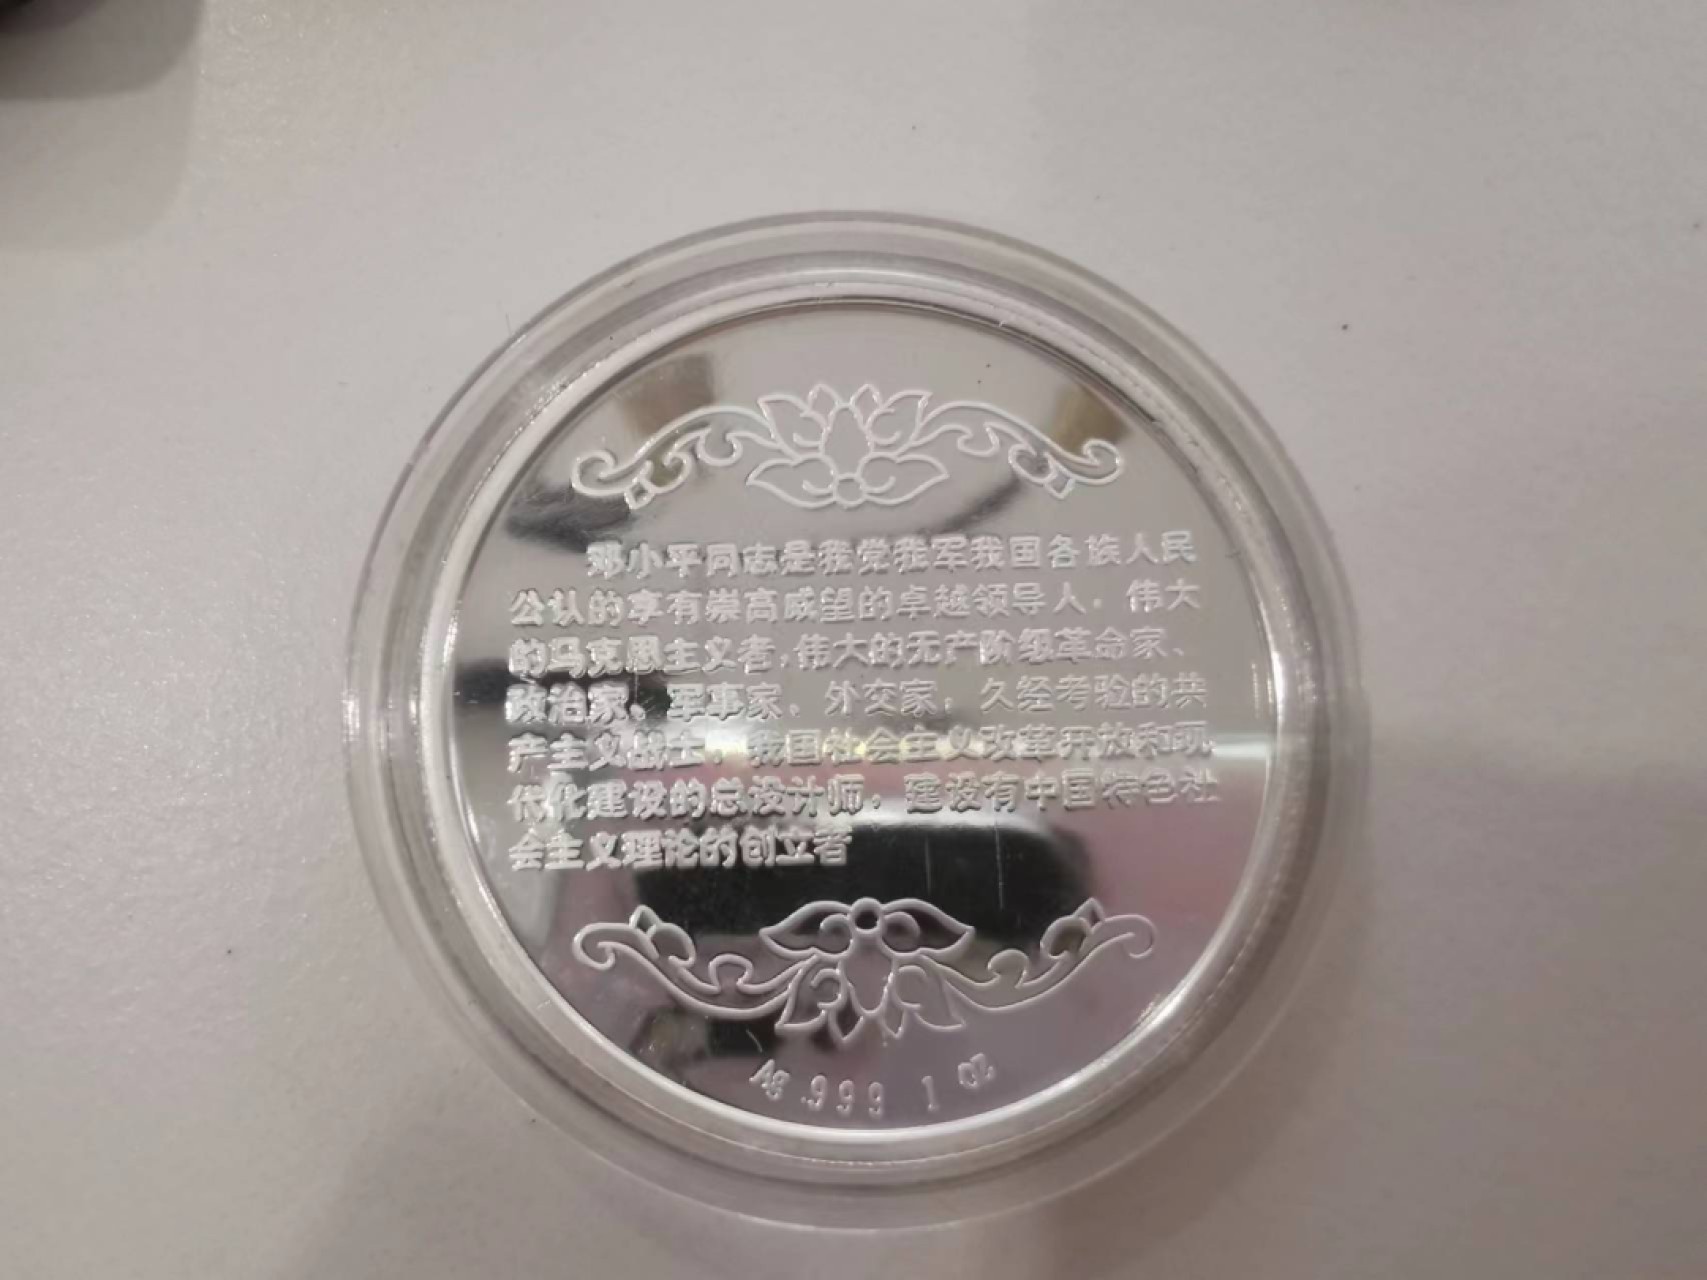 邓小平同志是我党我军我国各族人民
公认的享有崇高威望的卓越领导人，伟大
的马克思主义者，伟大的无产阶级革命家、
政治家、军事家、外交家，久经考验的共
产主义战士，我国社会主义改革开放和现
代化建设的总设计师，建设有中国特色社
会主义理论的创立者
Ag .999 1 OZ